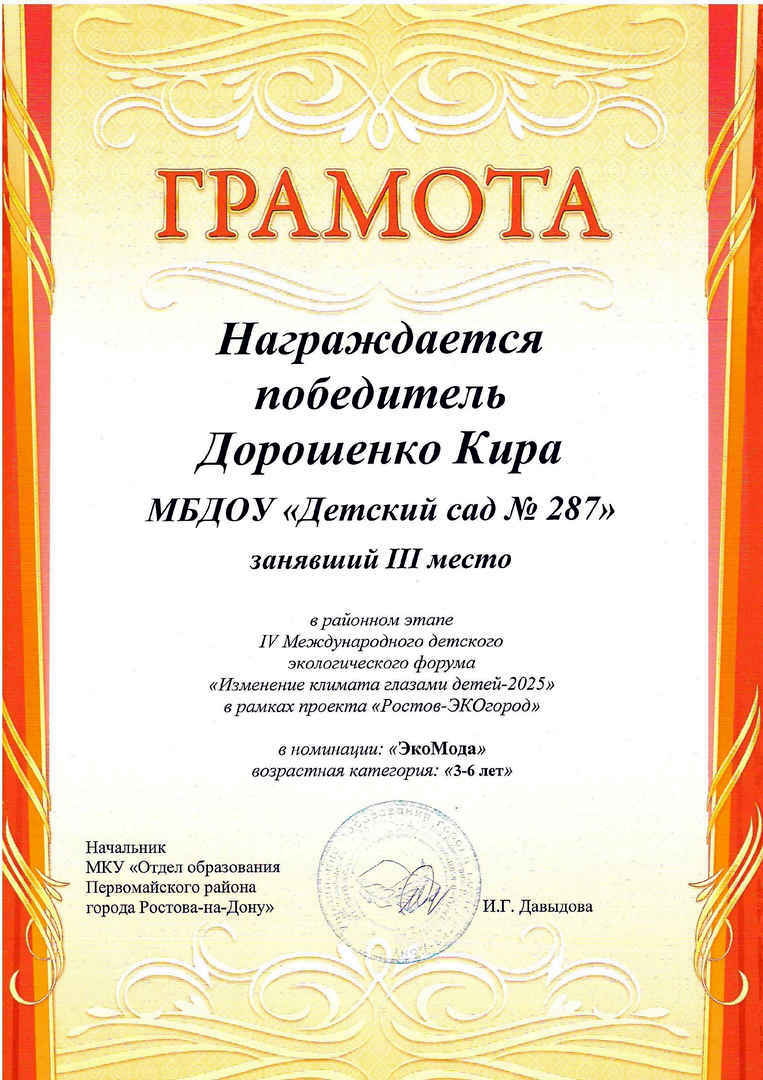 ГРАМОТА
Награждается
победитель
Дорошенко Кира
МБДОУ «Детский сад № 287»
занявший III место
в районном этапе
IV Международного детского
экологического форума
«Изменение климата глазами детей-2025»
в рамках проекта «Ростов-ЭКОгород»
в номинации: «ЭкоМода»
возрастная категория: «3-6 лет»
Начальник
МКУ «Отдел образования
Первомайского района
города Ростова-на-Дону»
И.Г. Давыдова